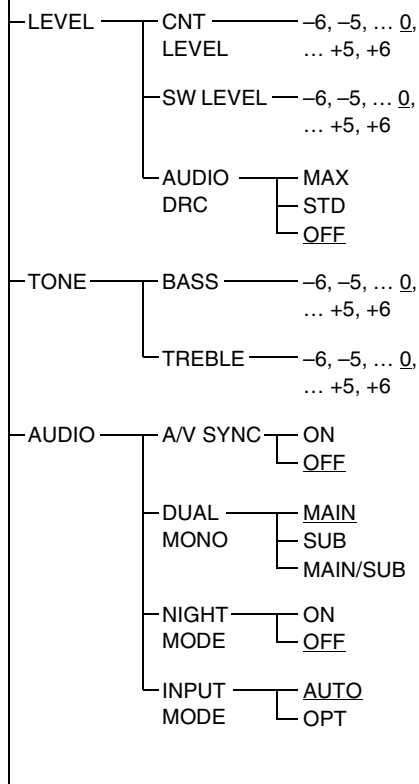 LEVEL CNT –6, –5, … 0,
LEVEL … +5, +6
SW LEVEL –6, –5, … 0,
… +5, +6
AUDIO MAX
DRC STD
OFF
TONE BASS –6, –5, … 0,
… +5, +6
TREBLE –6, –5, … 0,
… +5, +6
AUDIO A/V SYNC ON
OFF
DUAL MAIN
MONO SUB
MAIN/SUB
NIGHT ON
MODE OFF
INPUT AUTO
MODE OPT